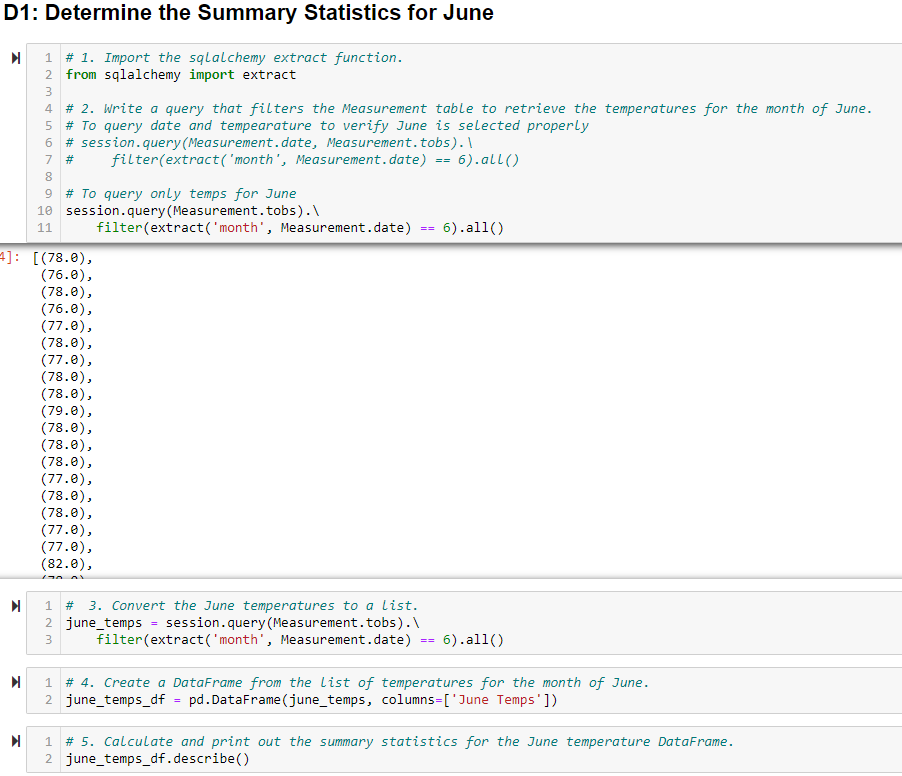 D1: Determine the Summary Statistics for June
1 # 1. Import the sqlalchemy extract function.
2 from sqlalchemy import extract
3
4 # 2. Write a query that filters the Measurement table to retrieve the temperatures for the month of June.
5 # To query date and tempearature to verify June is selected properly
6 # session.query(Measurement.date, Measurement.tobs).\
7 #     filter(extract('month', Measurement.date) == 6).all()
8
9 # To query only temps for June
10 session.query(Measurement.tobs).\
11     filter(extract('month', Measurement.date) == 6).all()
4]: [(78.0),
(76.0),
(78.0),
(76.0),
(77.0),
(78.0),
(77.0),
(78.0),
(78.0),
(79.0),
(78.0),
(78.0),
(78.0),
(77.0),
(78.0),
(78.0),
(77.0),
(77.0),
(82.0),
1 #  3. Convert the June temperatures to a list.
2 june_temps = session.query(Measurement.tobs).\
3     filter(extract('month', Measurement.date) == 6).all()
1 # 4. Create a DataFrame from the list of temperatures for the month of June.
2 june_temps_df = pd.DataFrame(june_temps, columns=['June Temps'])
1 # 5. Calculate and print out the summary statistics for the June temperature DataFrame.
2 june_temps_df.describe()